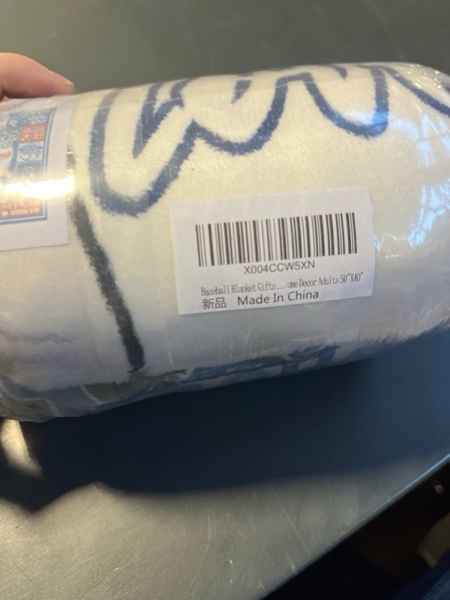 X004CCW5XN
Baseball Blanket Gifts...ome Decor Adults 50"X40"
新品 Made In China